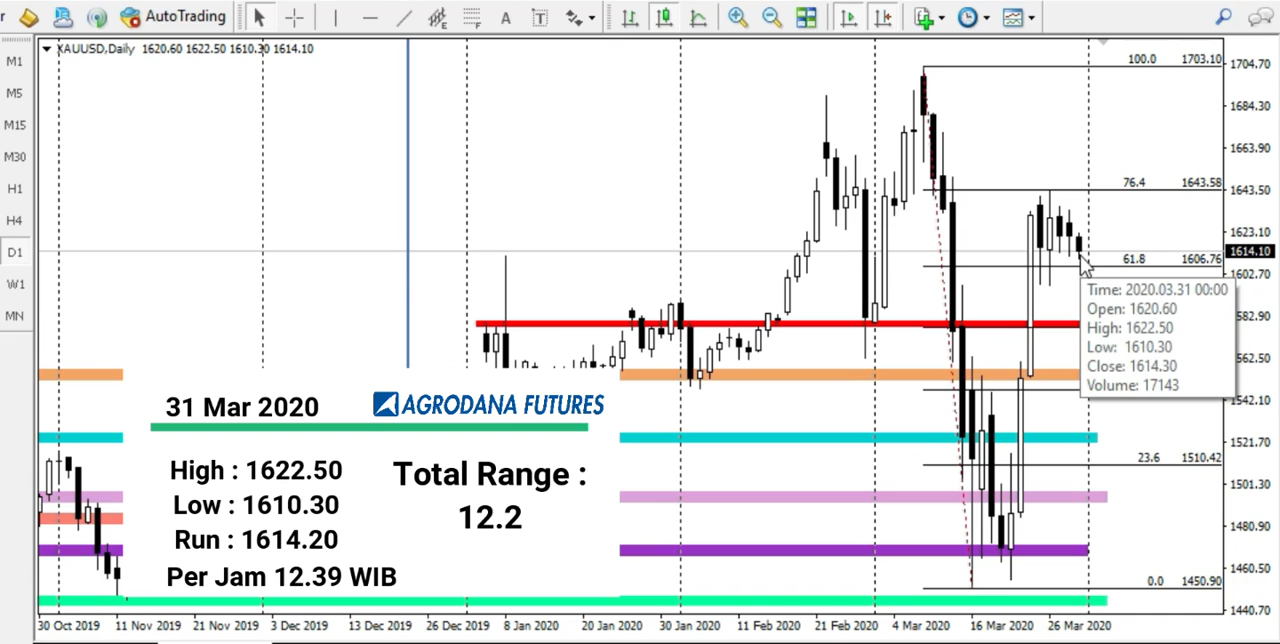 r
AutoTrading
E
F
A
T
M1
M5
M15
M30
H1
H4
D1
W1
MN
XAUUSD,Daily 1620.60 1622.50 1610.30 1614.10
100.0 1703.10
76.4 1643.58
61.8 1606.76
23.6 1510.42
0.0 1450.90
1704.70
1684.30
1663.90
1643.50
1623.10
1614.10
1602.70
582.90
562.50
542.10
1521.70
1501.30
1480.90
1460.50
1440.70
Time: 2020.03.31 00:00
Open: 1620.60
High: 1622.50
Low: 1610.30
Close: 1614.30
Volume: 17143
31 Mar 2020
AGRODANA FUTURES
High : 1622.50
Low : 1610.30
Run : 1614.20
Per Jam 12.39 WIB
Total Range :
12.2
30 Oct 2019 11 Nov 2019 21 Nov 2019 3 Dec 2019 13 Dec 2019 26 Dec 2019 8 Jan 2020 20 Jan 2020 30 Jan 2020 11 Feb 2020 21 Feb 2020 4 Mar 2020 16 Mar 2020 26 Mar 2020